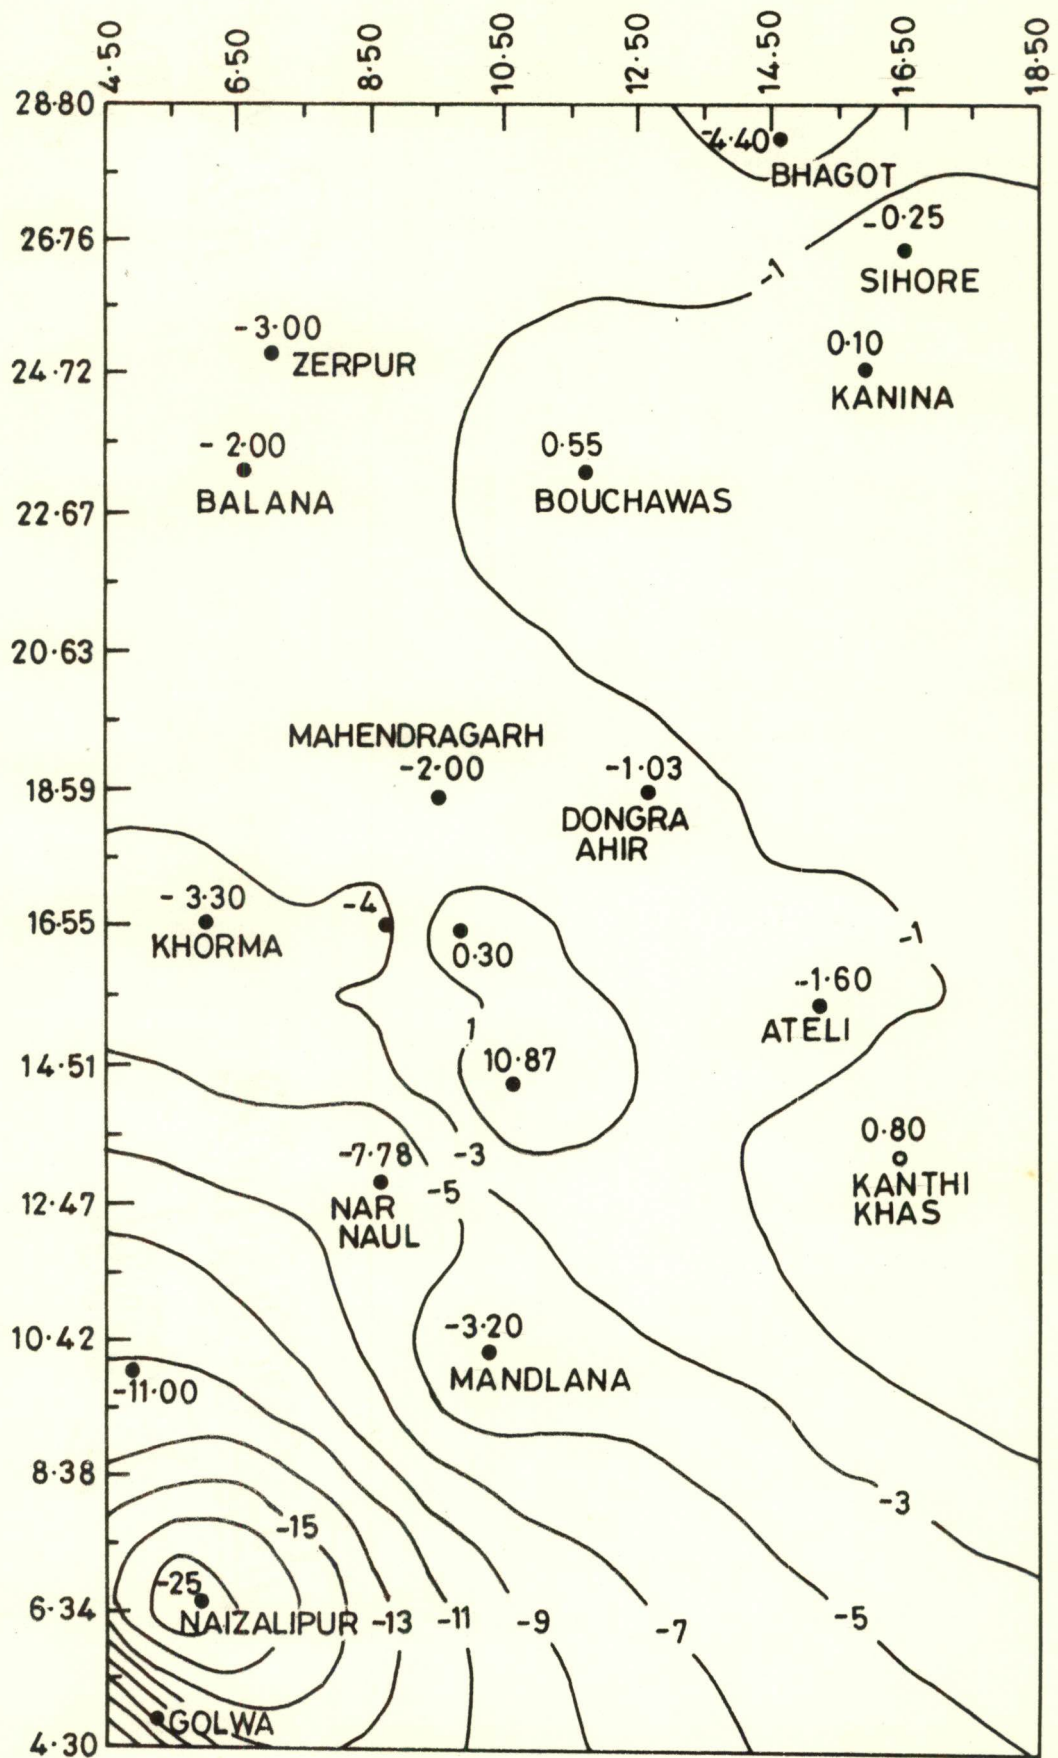 4·50 6·50 8·50 10·50 12·50 14·50 16·50 18·50
28·80
-4·40
BHAGOT
-0·25
26·76
-1
SIHORE
-3·00
0·10
ZERPUR
24·72
KANINA
-2·00
0·55
BALANA
BOUCHAWAS
22·67
20·63
MAHENDRAGARH
-2·00
-1·03
18·59
DONGRA
AHIR
-3·30
-4
16·55
-1
KHORMA
0·30
-1·60
1
ATELI
14·51
10·87
0·80
-7·78
-3
-5
KANTHI
KHAS
12·47
NAR
NAUL
-3·20
10·42
MANDLANA
-11·00
8·38
-3
-15
-25
6·34
NAIZALIPUR
-13
-11
-9
-7
-5
GOLWA
4·30